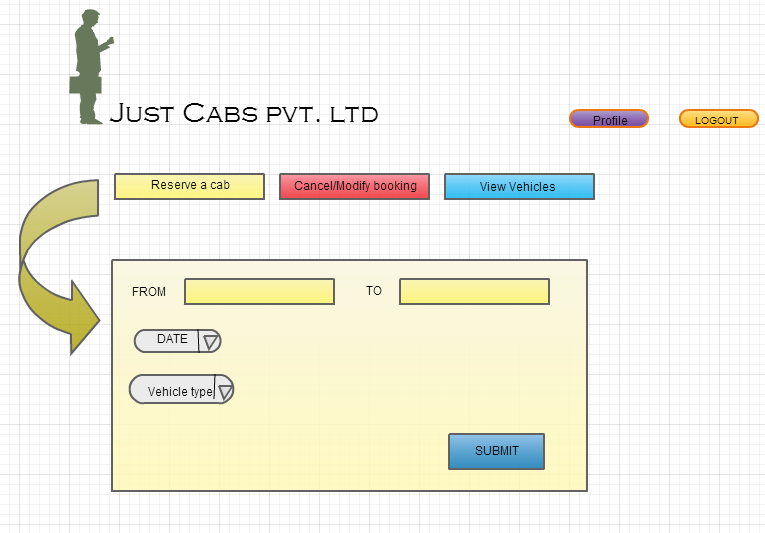 JUST CABS PVT. LTD
Profile
LOGOUT
Reserve a cab
Cancel/Modify booking
View Vehicles
FROM
TO
DATE
Vehicle type
SUBMIT